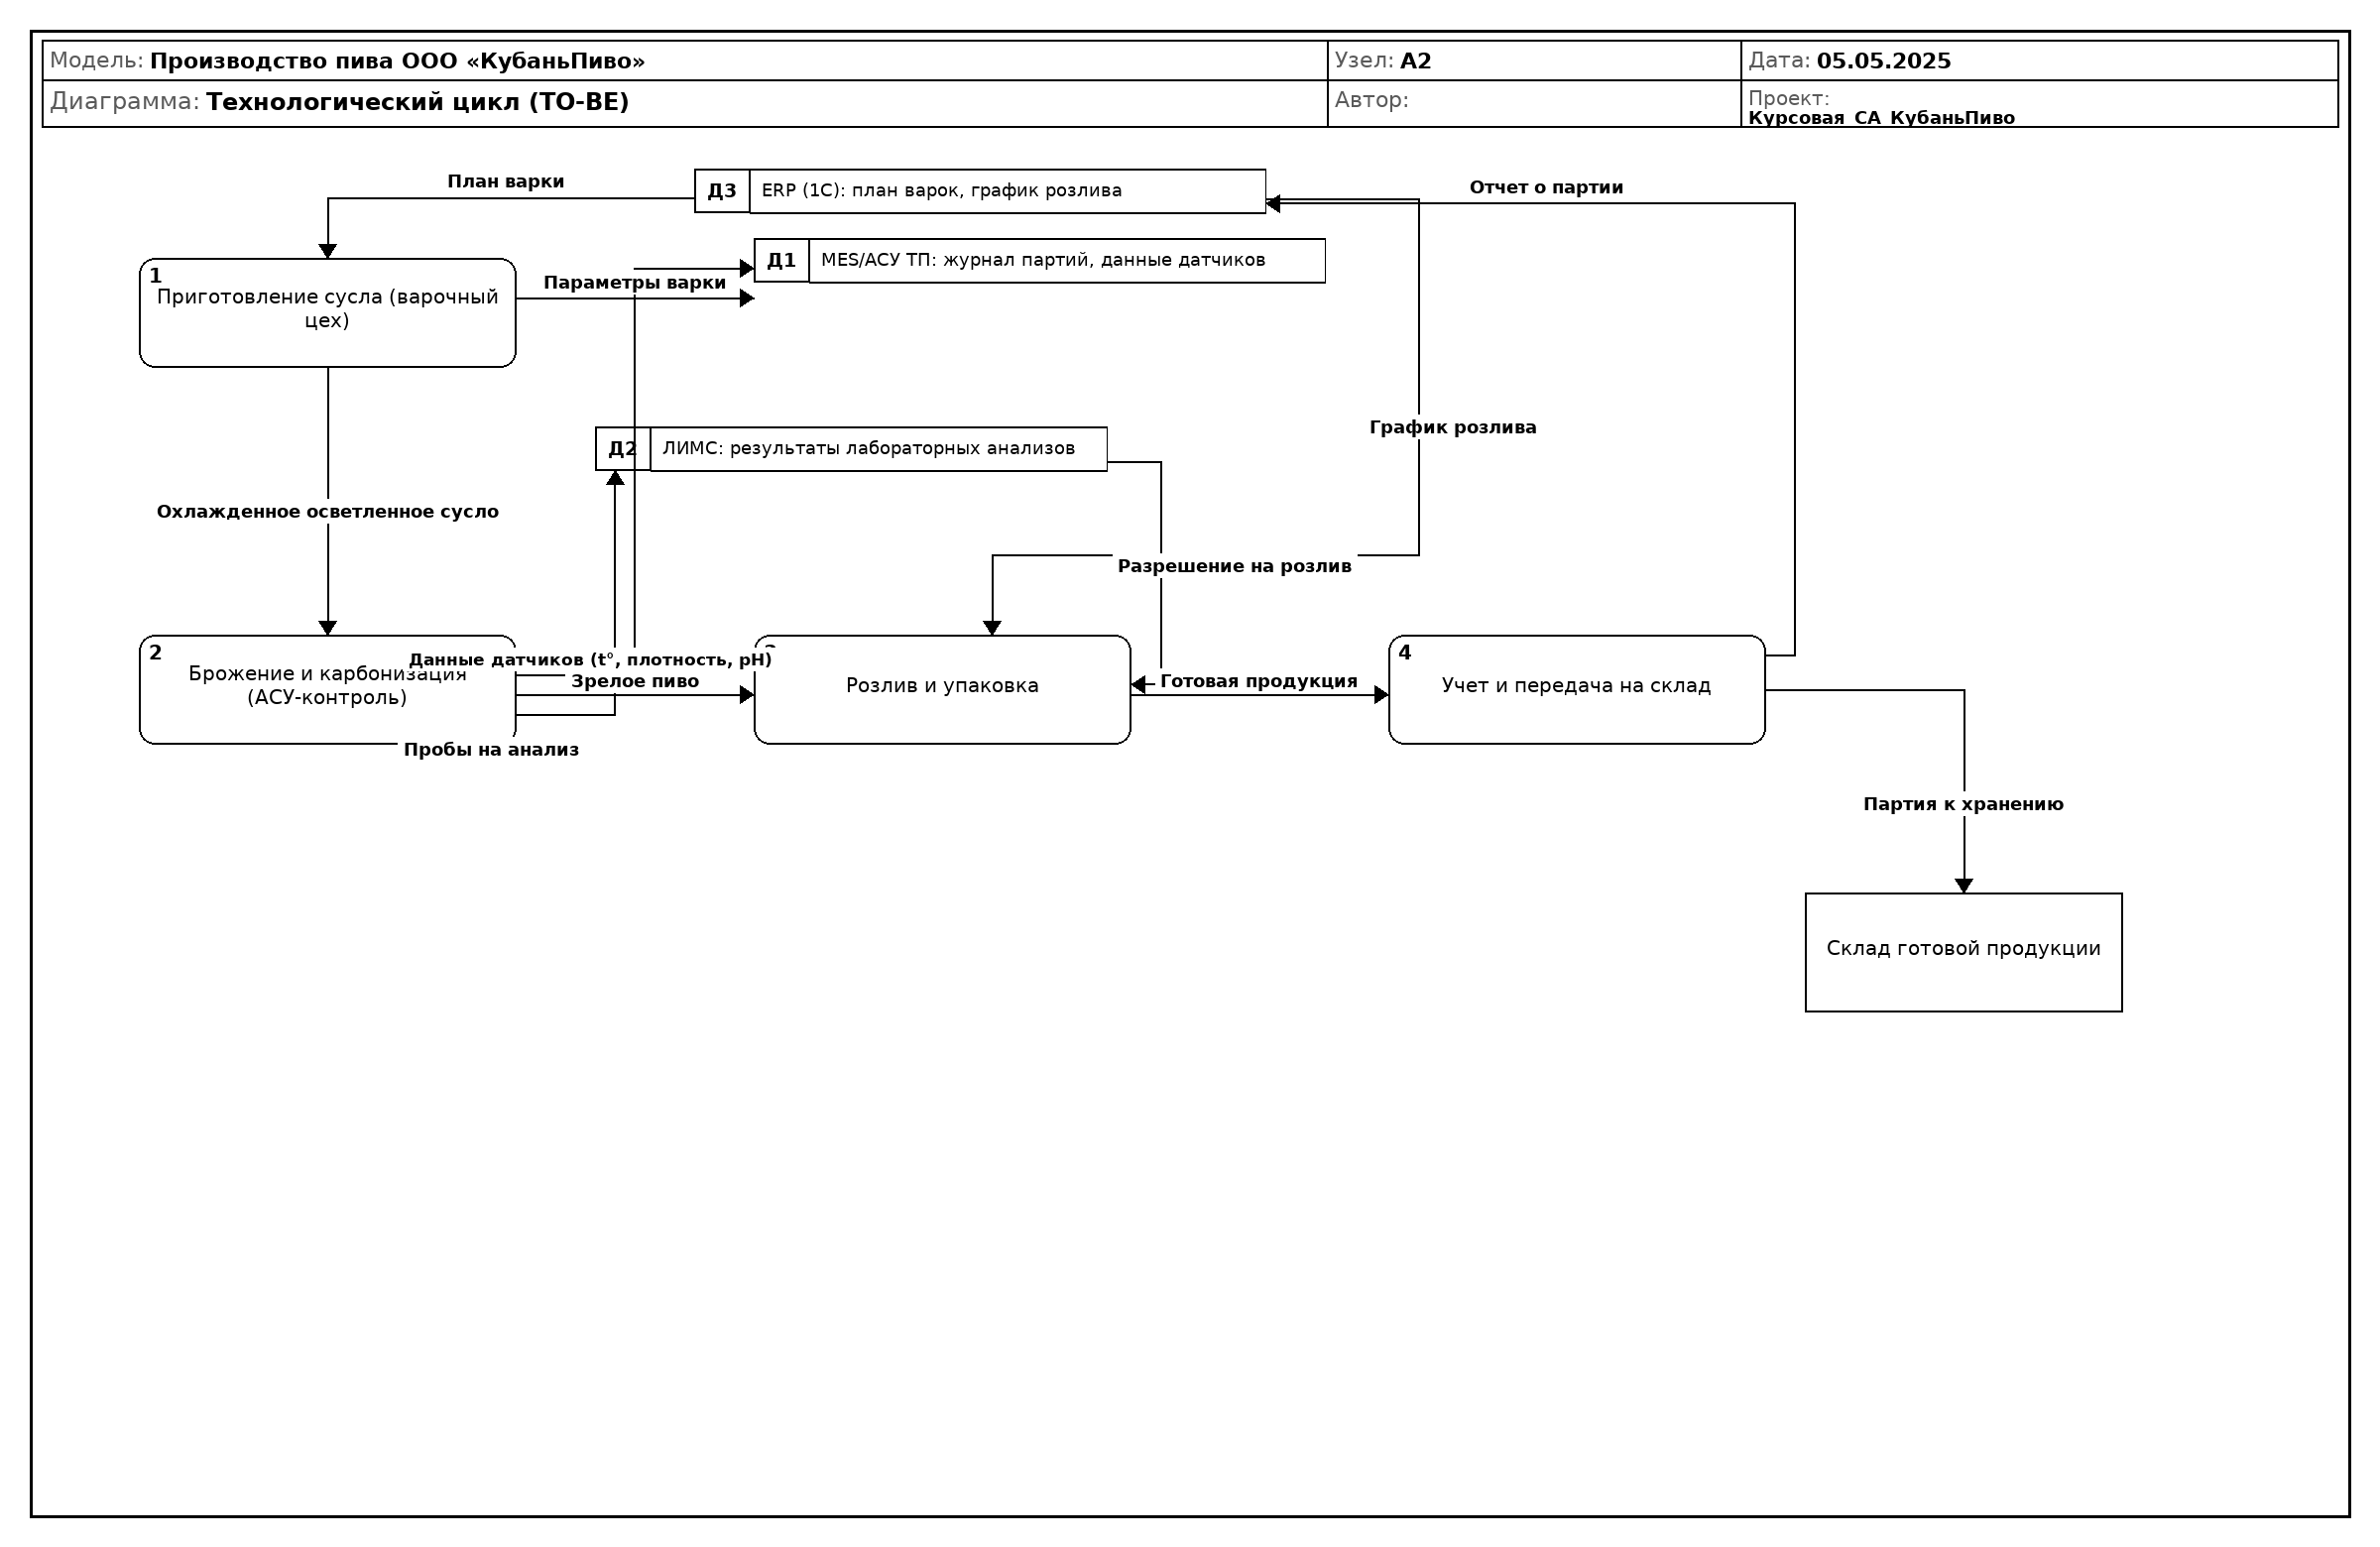 Модель: Производство пива ООО «КубаньПиво»
Узел: А2
Дата: 05.05.2025
Диаграмма: Технологический цикл (TO-BE)
Автор:
Проект:
Курсовая_СА_КубаньПиво
План варки
Д3 ERP (1С): план варок, график розлива
Отчет о партии
Д1 MES/АСУ ТП: журнал партий, данные датчиков
1
Приготовление сусла (варочный
цех)
Параметры варки
График розлива
Д2 ЛИМС: результаты лабораторных анализов
Охлажденное осветленное сусло
Разрешение на розлив
2
Брожение и карбонизация
(АСУ-контроль)
Данные датчиков (t°, плотность, pH)
Зрелое пиво
Пробы на анализ
Розлив и упаковка
Готовая продукция
4
Учет и передача на склад
Партия к хранению
Склад готовой продукции